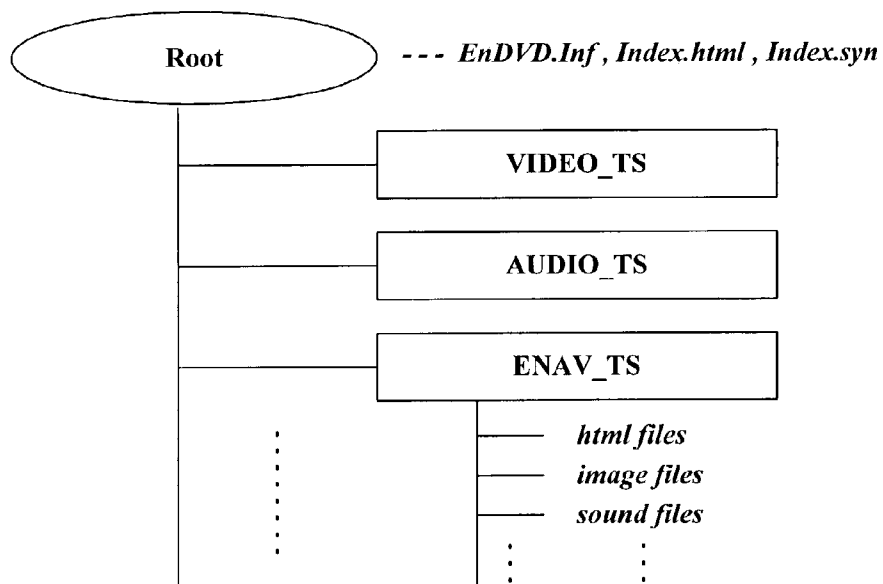 Root --- EnDVD.Inf , Index.html , Index.syn
VIDEO_TS
AUDIO_TS
ENAV_TS
html files
image files
sound files